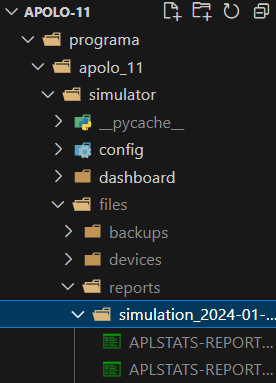 APOLO-11
programa
apolo_11
simulator
__pycache__
config
dashboard
files
backups
devices
reports
simulation_2024-01-...
APLSTATS-REPORT...
APLSTATS-REPORT...